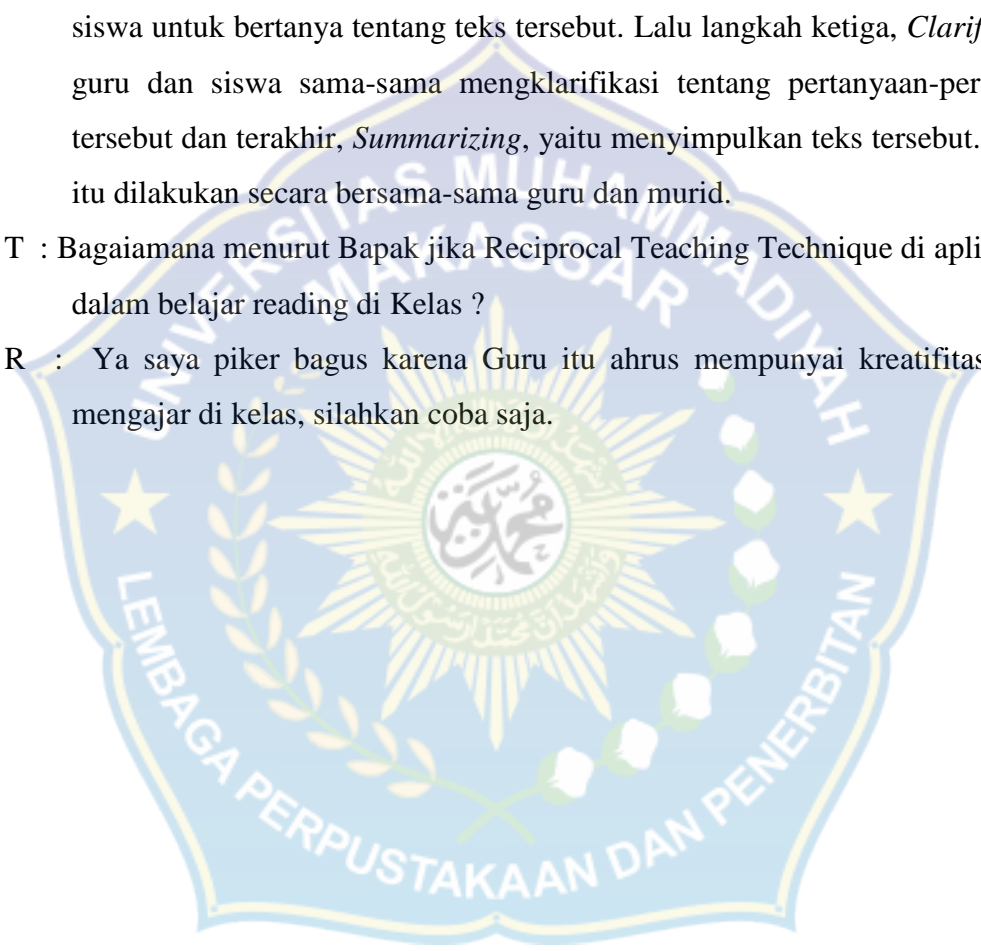 siswa untuk bertanya tentang teks tersebut. Lalu langkah ketiga, Clarif
guru dan siswa sama-sama mengklarifikasi tentang pertanyaan-per
tersebut dan terakhir, Summarizing, yaitu menyimpulkan teks tersebut.
itu dilakukan secara bersama-sama guru dan murid.
T : Bagaiamana menurut Bapak jika Reciprocal Teaching Technique di apli
dalam belajar reading di Kelas ?
R : Ya saya piker bagus karena Guru itu ahrus mempunyai kreatifitas
mengajar di kelas, silahkan coba saja.
UNIVERSITAS MUHAMMADIYAH
MAKASSAR
LEMBAGA PERPUSTAKAAN DAN PENERBITAN